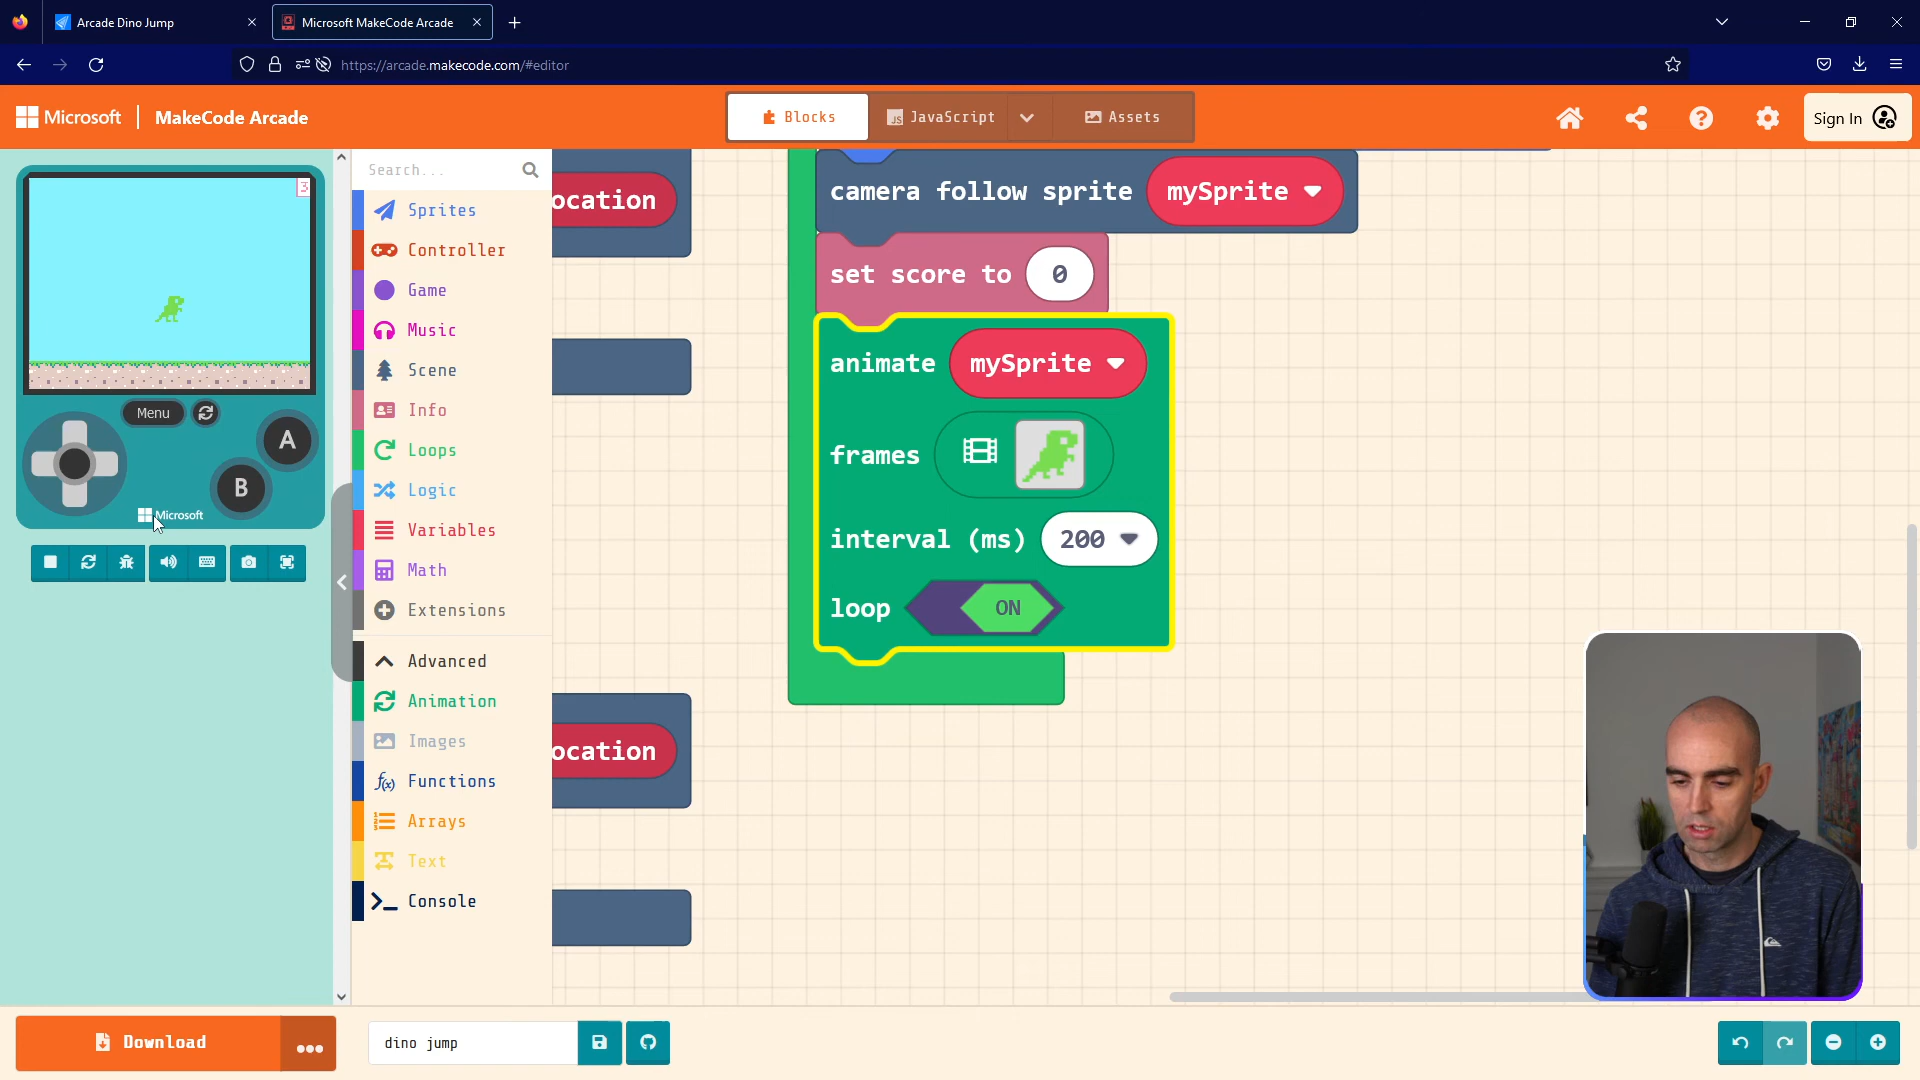 Arcade Dino Jump
Microsoft MakeCode Arcade
https://arcade.makecode.com/#editor
Microsoft
MakeCode Arcade
Blocks
JavaScript
Assets
Sign In
3
Menu
A
B
Microsoft
Search...
Sprites
Controller
Game
Music
Scene
Info
Loops
Logic
Variables
Math
Extensions
Advanced
Animation
Images
Functions
Arrays
Text
Console
ocation
ocation
camera follow sprite mySprite
set score to 0
animate mySprite
frames
interval (ms) 200
loop ON
Download
dino jump